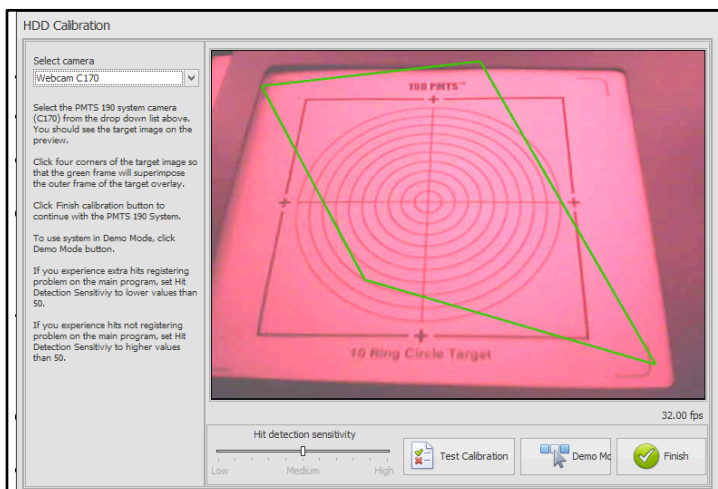 HDD Calibration
Select camera
Webcam C170
Select the PMTS 190 system camera
(C170) from the drop down list above.
You should see the target image on the
preview.
Click four corners of the target image so
that the green frame will superimpose
the outer frame of the target overlay.
Click Finish calibration button to
continue with the PMTS 190 System.
To use system in Demo Mode, click
Demo Mode button.
If you experience extra hits registering
problem on the main program, set Hit
Detection Sensitiviy to lower values than
50.
If you experience hits not registering
problem on the main program, set Hit
Detection Sensitiviy to higher values
than 50.
190 PMTS™
10 Ring Circle Target
32.00 fps
Hit detection sensitivity
Low Medium High
Test Calibration
Demo Mo
Finish